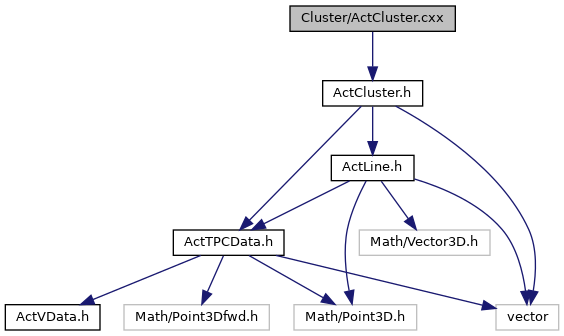 Cluster/ActCluster.cxx
ActCluster.h
ActLine.h
ActTPCData.h
Math/Vector3D.h
ActVData.h
Math/Point3Dfwd.h
Math/Point3D.h
vector